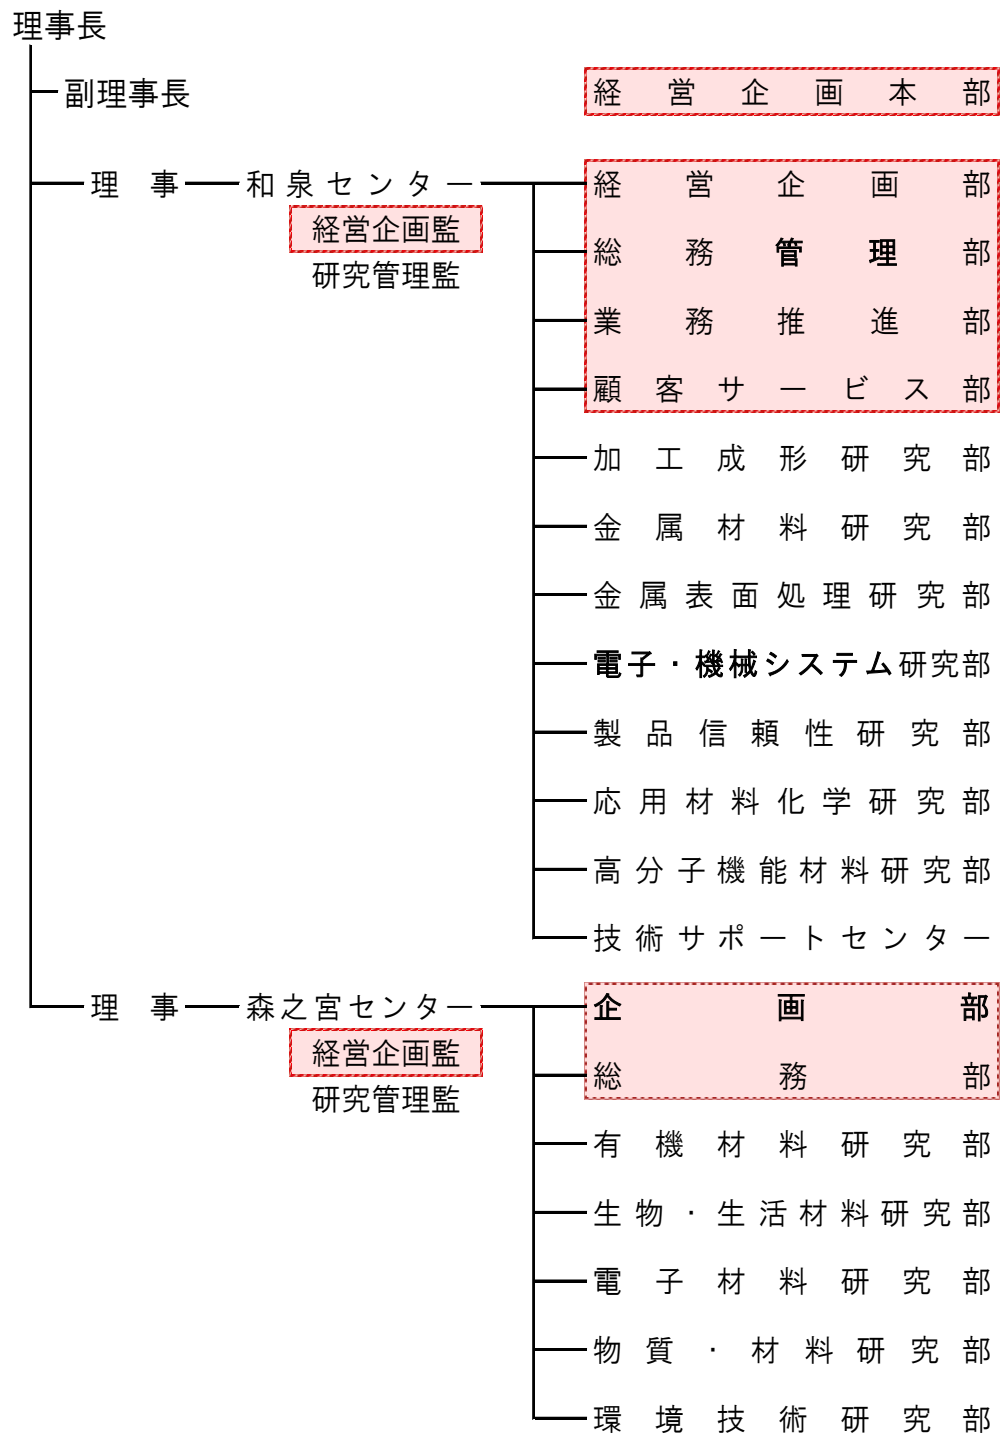 理事長
副理事長
経営企画本部
理事 和泉センター 経営企画部
経営企画監
総務管理部
研究管理監
業務推進部
顧客サービス部
加工成形研究部
金属材料研究部
金属表面処理研究部
電子・機械システム研究部
製品信頼性研究部
応用材料化学研究部
高分子機能材料研究部
技術サポートセンター
理事 森之宮センター 企画部
経営企画監
総務部
研究管理監
有機材料研究部
生物・生活材料研究部
電子材料研究部
物質・材料研究部
環境技術研究部